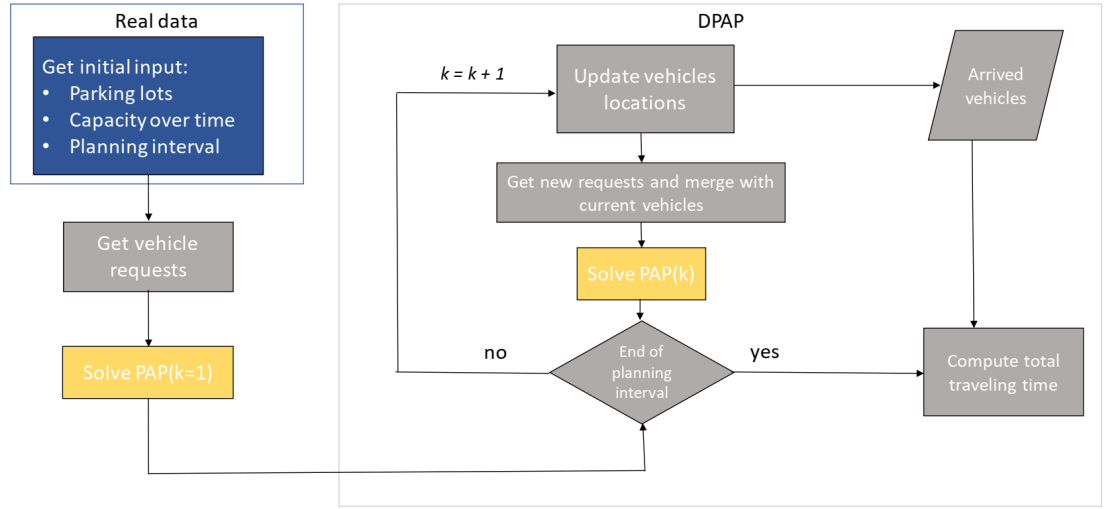 Real data
Get initial input:
• Parking lots
• Capacity over time
• Planning interval
Get vehicle
requests
Solve PAP(k=1)
DPAP
k = k + 1
Update vehicles
locations
Arrived
vehicles
Get new requests and merge with
current vehicles
Solve PAP(k)
no
End of
planning
interval
yes
Compute total
traveling time